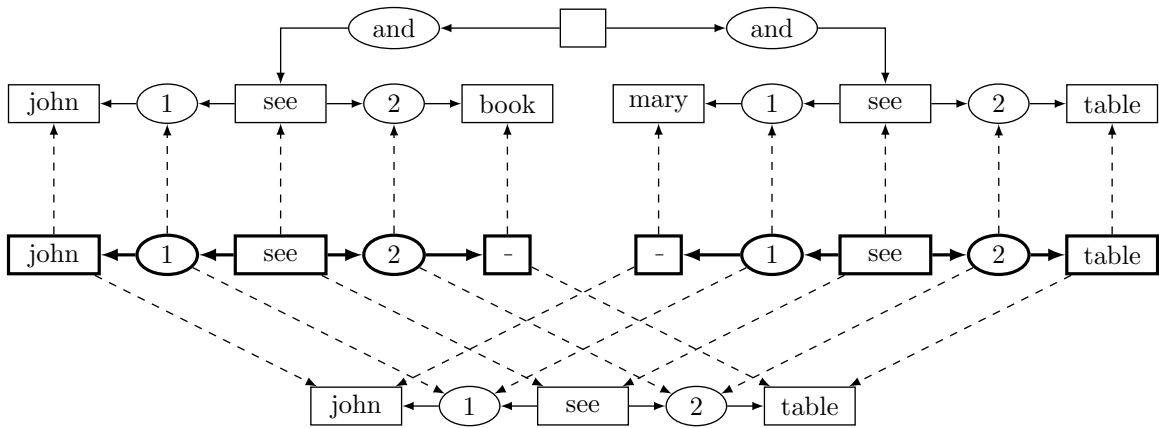 and and
john 1 see 2 book mary 1 see 2 table
john 1 see 2 - - 1 see 2 table
john 1 see 2 table